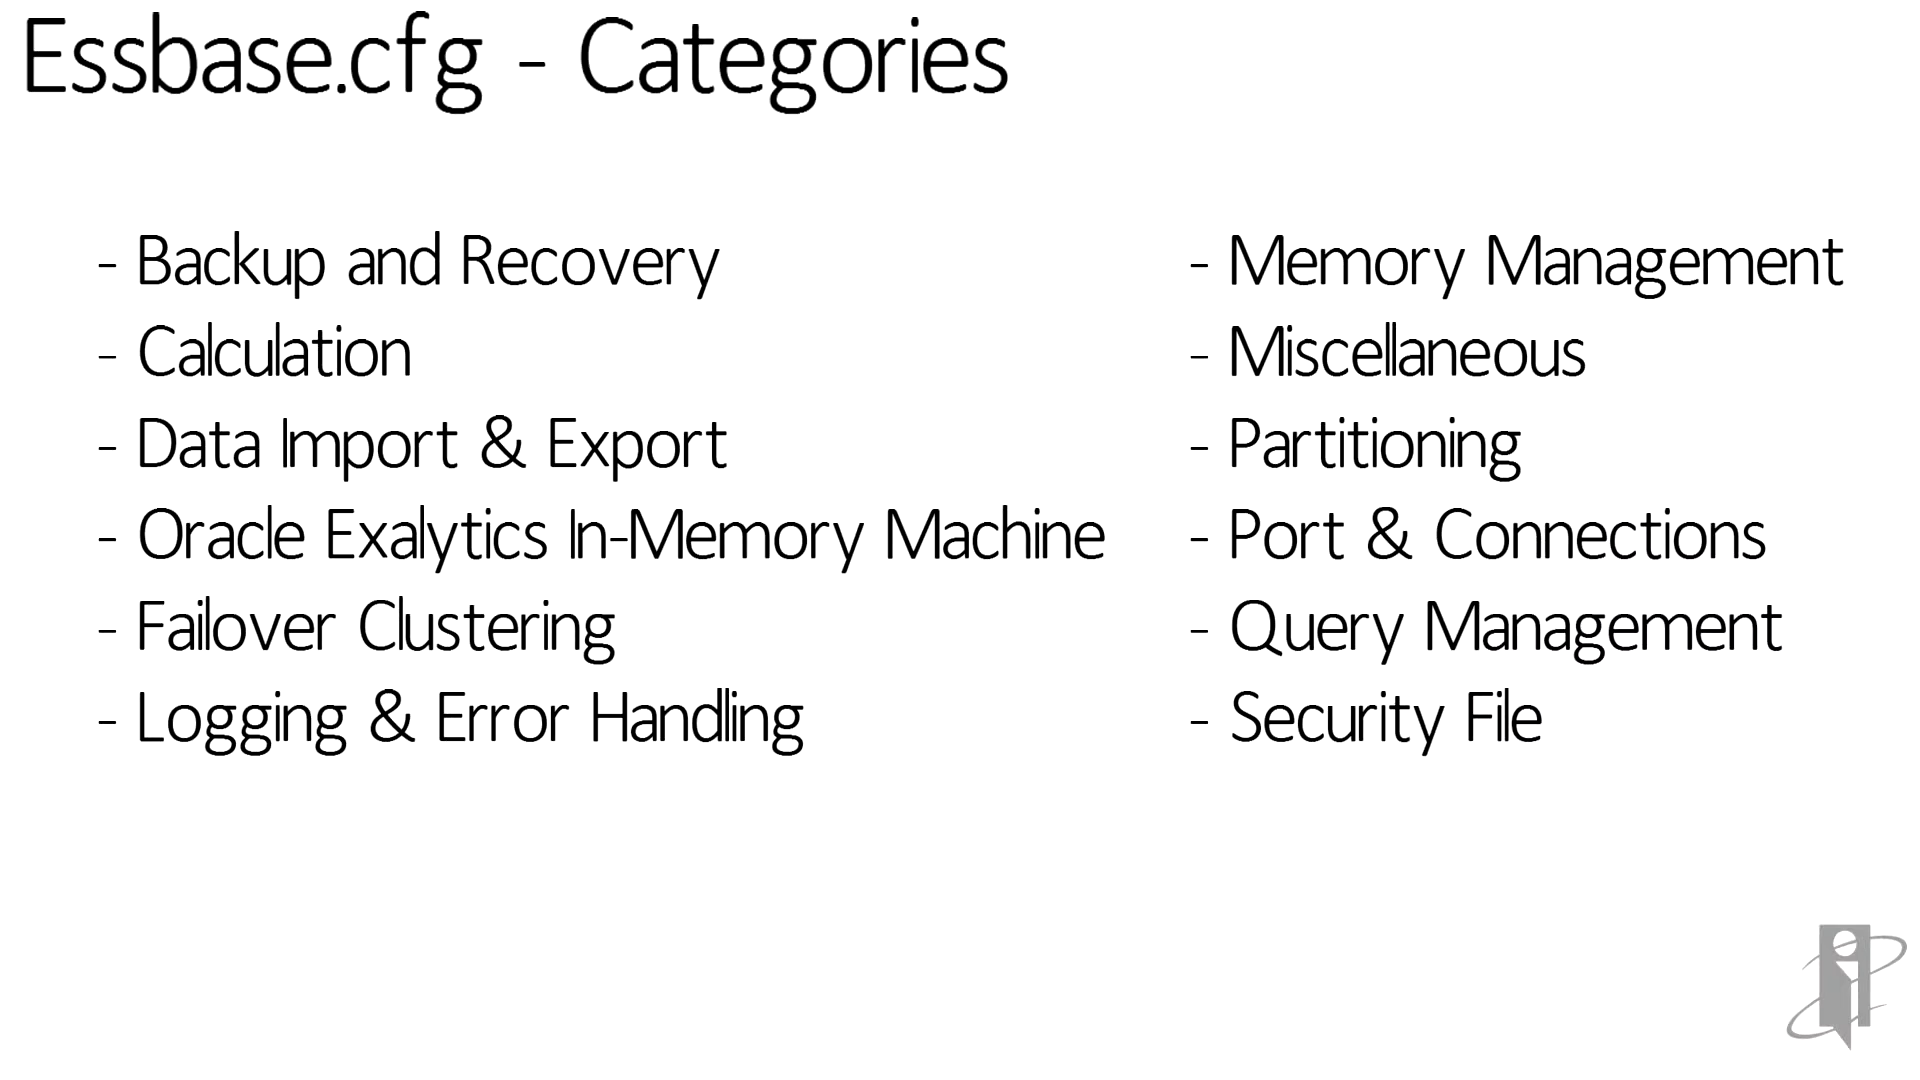 Essbase.cfg - Categories
- Backup and Recovery
- Calculation
- Data Import & Export
- Oracle Exalytics In-Memory Machine
- Failover Clustering
- Logging & Error Handling
- Memory Management
- Miscellaneous
- Partitioning
- Port & Connections
- Query Management
- Security File